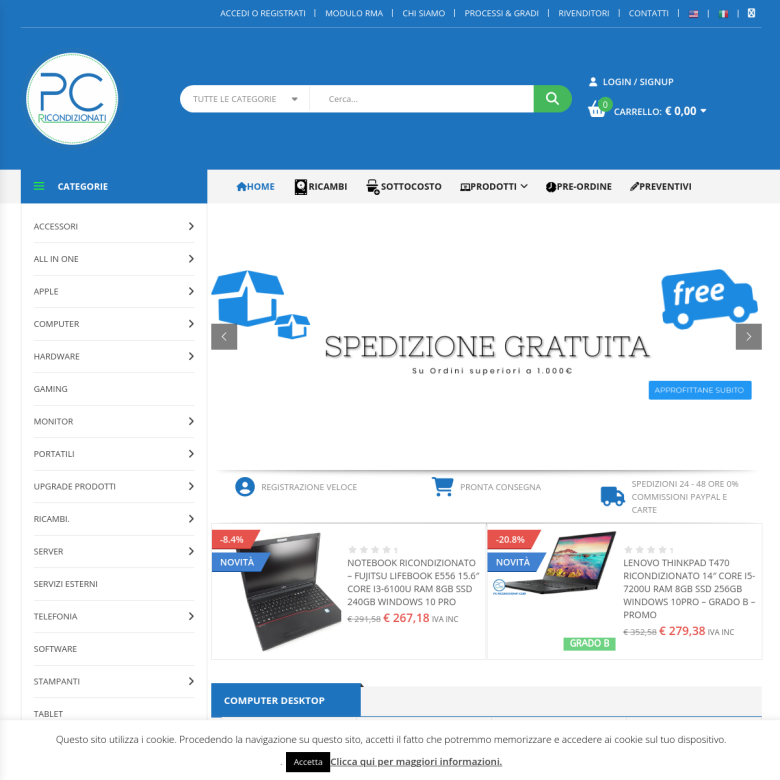 ACCEDI O REGISTRATI | MODULO RMA | CHI SIAMO | PROCESSI & GRADI | RIVENDITORI | CONTATTI | | |
PC
RICONDIZIONATI
TUTTE LE CATEGORIE
Cerca...
LOGIN / SIGNUP
0
CARRELLO: € 0,00
CATEGORIE
HOME
RICAMBI
SOTTOCOSTO
PRODOTTI
PRE-ORDINE
PREVENTIVI
ACCESSORI
ALL IN ONE
APPLE
COMPUTER
HARDWARE
GAMING
MONITOR
PORTATILI
UPGRADE PRODOTTI
RICAMBI.
SERVER
SERVIZI ESTERNI
TELEFONIA
SOFTWARE
STAMPANTI
TABLET
free
SPEDIZIONE GRATUITA
Su Ordini superiori a 1.000€
APPROFITTANE SUBITO
REGISTRAZIONE VELOCE
PRONTA CONSEGNA
SPEDIZIONI 24 - 48 ORE 0%
COMMISSIONI PAYPAL E
CARTE
-8.4%
NOVITÀ
NOTEBOOK RICONDIZIONATO
– FUJITSU LIFEBOOK E556 15.6″
CORE I3-6100U RAM 8GB SSD
240GB WINDOWS 10 PRO
€ 291,58 € 267,18 IVA INC
-20.8%
NOVITÀ
GRADO B
LENOVO THINKPAD T470
RICONDIZIONATO 14″ CORE I5-
7200U RAM 8GB SSD 256GB
WINDOWS 10PRO – GRADO B –
PROMO
€ 352,58 € 279,38 IVA INC
COMPUTER DESKTOP
Questo sito utilizza i cookie. Procedendo la navigazione su questo sito, accetti il fatto che potremmo memorizzare e accedere ai cookie sul tuo dispositivo.
. Accetta Clicca qui per maggiori informazioni.